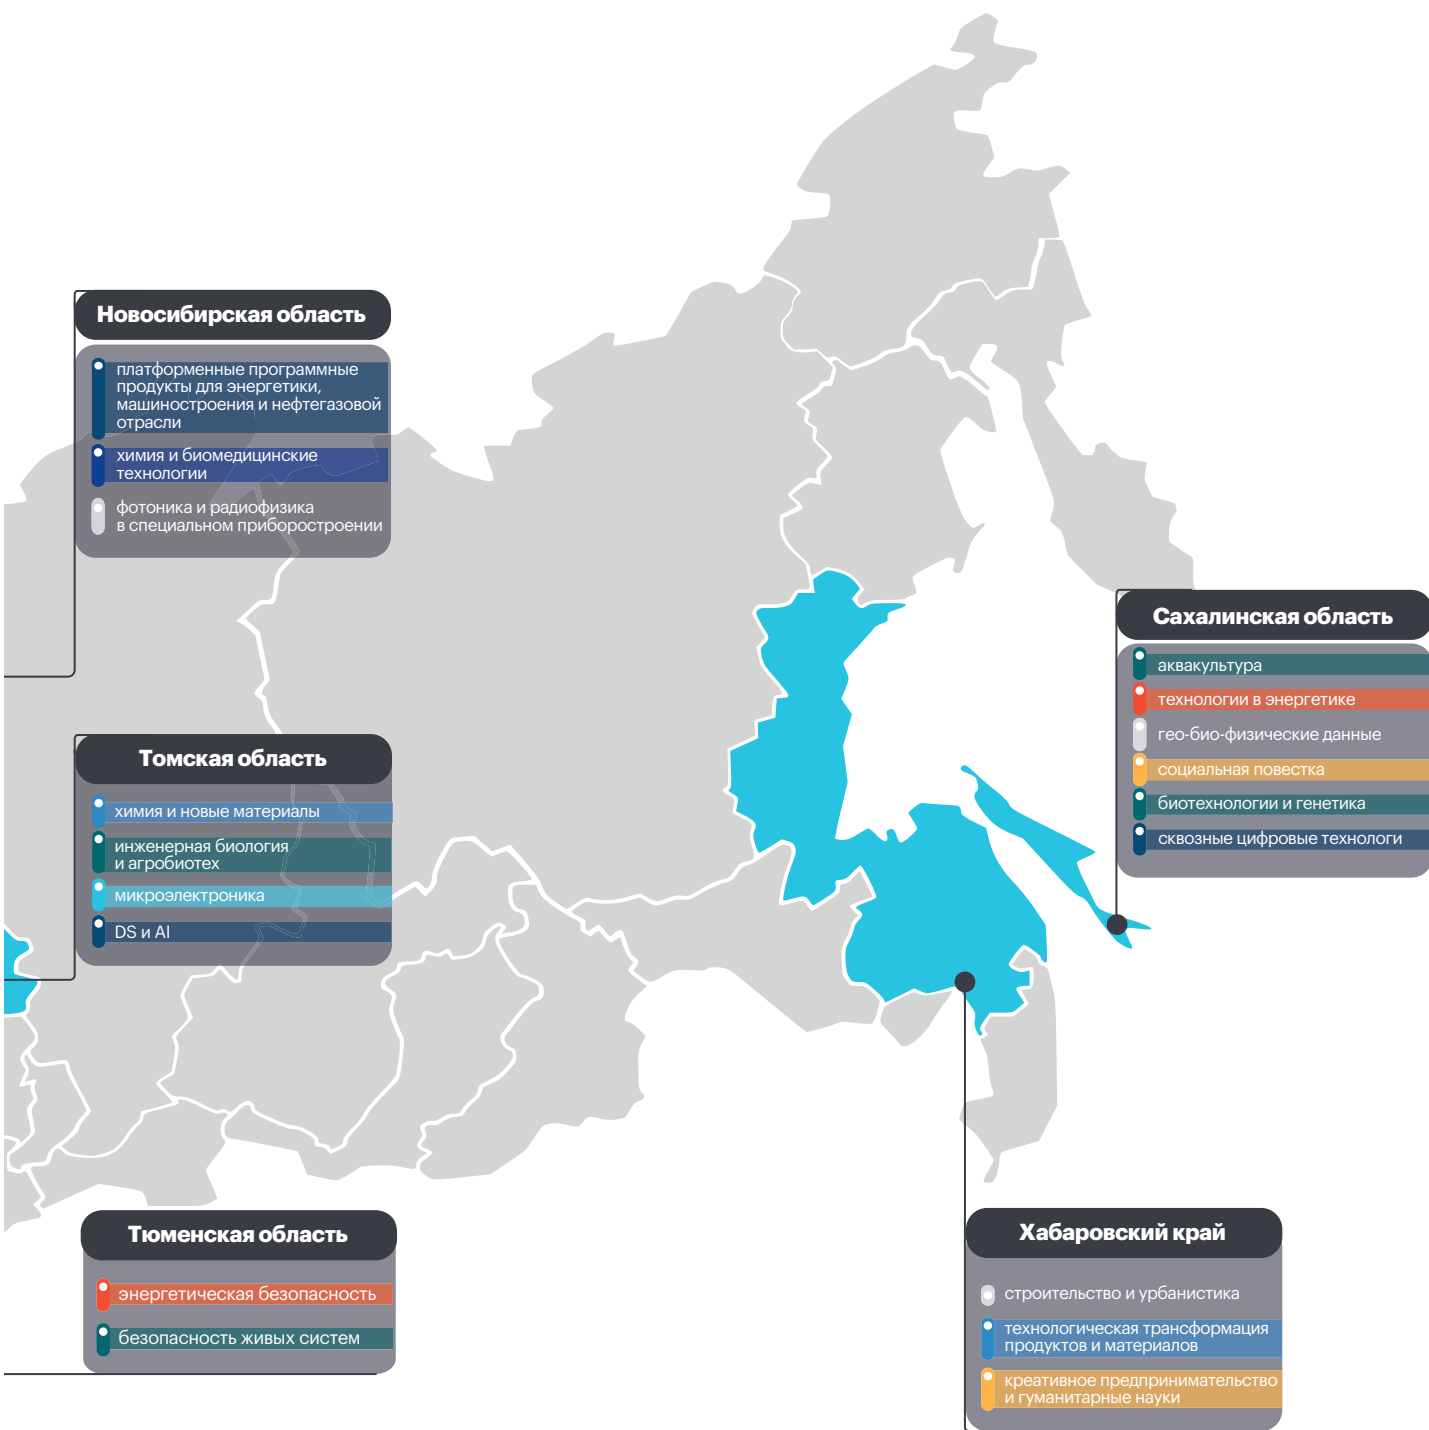 Новосибирская область
платформенные программные
продукты для энергетики,
машиностроения и нефтегазовой
отрасли
химия и биомедицинские
технологии
фотоника и радиофизика
в специальном приборостроении
Сахалинская область
аквакультура
технологии в энергетике
гео-био-физические данные
социальная повестка
биотехнологии и генетика
сквозные цифровые технологи
Томская область
химия и новые материалы
инженерная биология
и агробиотех
микроэлектроника
DS и AI
Тюменская область
энергетическая безопасность
безопасность живых систем
Хабаровский край
строительство и урбанистика
технологическая трансформация
продуктов и материалов
креативное предпринимательство
и гуманитарные науки